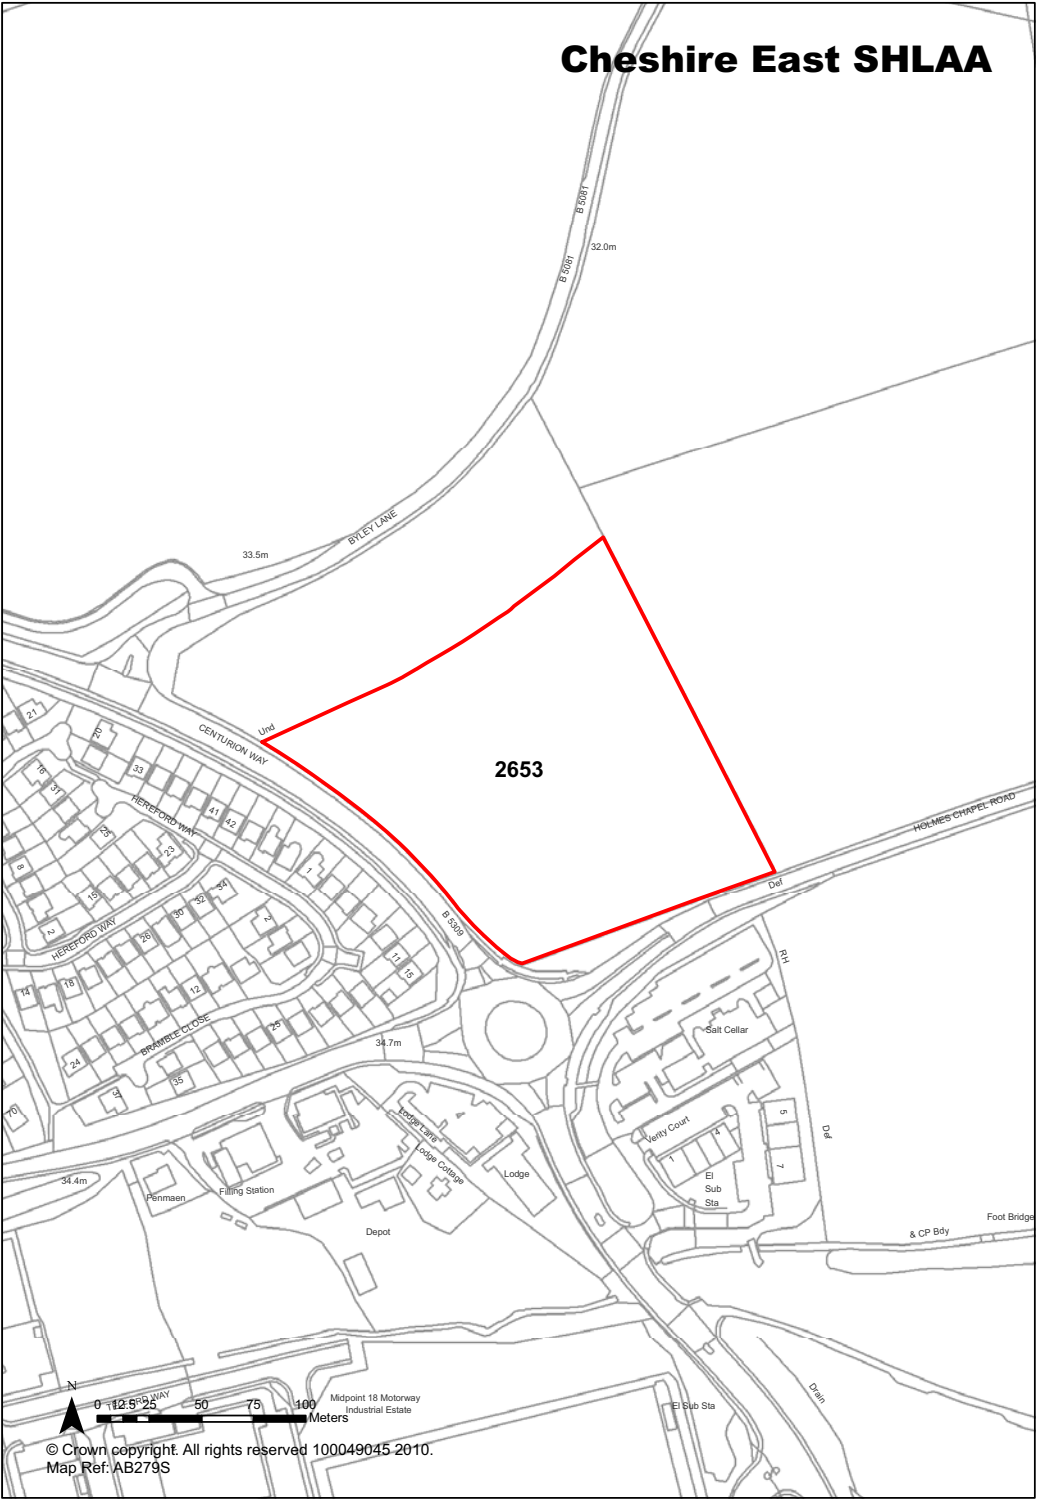 Cheshire East SHLAA
B 5081
B 5081
32.0m
BYLEY LANE
33.5m
Und
CENTURION WAY
21
20
33
16
31
HEREFORD WAY
41
42
25
23
8
1
15
34
32
30
2
2
HEREFORD WAY
26
11
15
18
14
12
BRAMBLE CLOSE
25
24
35
37
70
2653
HOLMES CHAPEL ROAD
Def
B 5309
RH
34.7m
Salt Cellar
Lodge Lane
4
Lodge Cottage
Verity Court
4
1
5
7
Def
El
Sub
Sta
Lodge
34.4m
Penmaen
Filling Station
Depot
Foot Bridge
& CP Bdy
Drain
El Sub Sta
Midpoint 18 Motorway
Industrial Estate
N
0 12.5 25 50 75 100
Meters
© Crown copyright. All rights reserved 100049045 2010.
Map Ref: AB279S